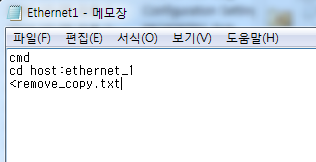 Ethernet1 - 메모장
파일(F) 편집(E) 서식(O) 보기(V) 도움말(H)
cmd
cd host:ethernet_1
<remove_copy.txt